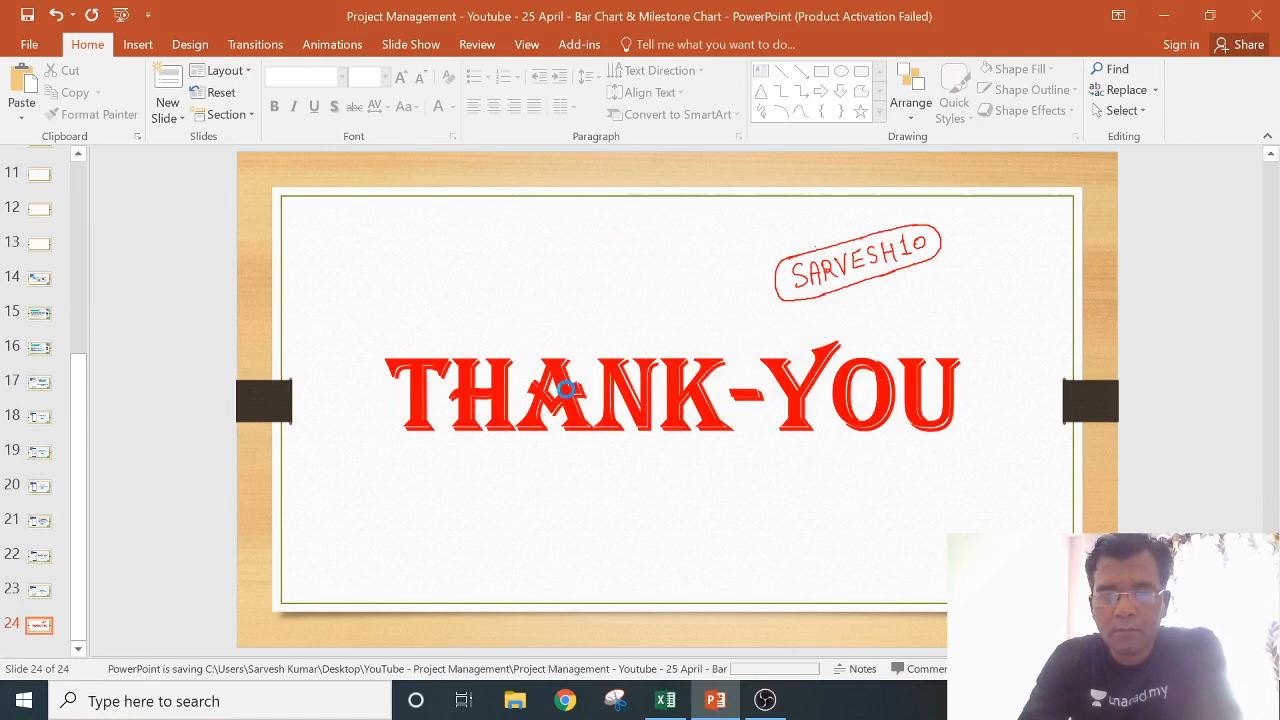 Project Management - Youtube - 25 April - Bar Chart & Milestone Chart - PowerPoint (Product Activation Failed)
File Home Insert Design Transitions Animations Slide Show Review View Add-ins Tell me what you want to do... Sign in Share
Paste
Cut
Copy
Format Painter
Clipboard
New Slide
Layout
Reset
Section
Slides
B I U S abc AV Aa A
Font
Text Direction
Align Text
Convert to SmartArt
Paragraph
Arrange
Quick Styles
Shape Fill
Shape Outline
Shape Effects
Drawing
Find
Replace
Select
Editing
11
12
13
14
15
16
17
18
19
20
21
22
23
24
SARVESH10
THANK-YOU
unacademy
Slide 24 of 24 PowerPoint is saving C:\Users\Sarvesh Kumar\Desktop\YouTube - Project Management\Project Management - Youtube - 25 April - Bar Notes Commen
Type here to search